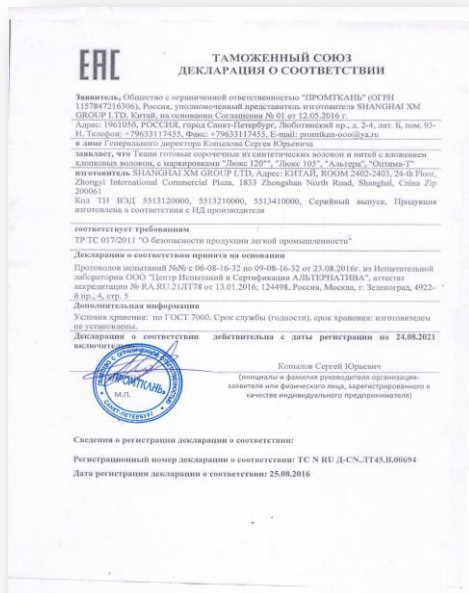 ЕАС
ТАМОЖЕННЫЙ СОЮЗ
ДЕКЛАРАЦИЯ О СООТВЕТСТВИИ
Заявитель, Общество с ограниченной ответственностью "ПРОМТКАНЬ" (ОГРН
1157847216306), Россия, уполномоченный представитель изготовителя SHANGHAI XM
GROUP LTD, Китай, на основании Соглашения № 01 от 12.05.2016 г.
Адрес: 196105б, РОССИЯ, город Санкт-Петербург, Люботинский пр., д. 2-4, лит. Б, пом. 93-
Н, Телефон: +79633117455, Факс: +79633117455, E-mail: promtkan-ooo@ya.ru
в лице Генерального директора Копылова Сергея Юрьевича
заявляет, что Ткани готовые сорочечные из синтетических волокон и нитей с вложением
хлопковых волокон, с маркировками "Люкс 120"", "Люкс 105", "Альтера", "Оптима-1"
изготовитель SHANGHAI XM GROUP LTD, Адрес: КИТАЙ, ROOM 2402-2403, 24-th Floor,
Zhongyi International Commercial Plaza, 1833 Zhongshan North Road, Shanghai, Cnina Zip
200061
Код ТН ВЭД 5513120000, 5513210000, 5513410000, Серийный выпуск, Продукция
изготовлена в соответствии с НД производителя
соответствует требованиям
ТР ТС 017/2011 "О безопасности продукции легкой промышленности"
Декларация о соответствии принята на основании
Протоколов испытаний №№ с 06-08-16-32 по 09-08-16-32 от 23.08.2016г. из Испытательной
лаборатории ООО "Центр Испытаний и Сертификации АЛЬТЕРНАТИВА", аттестат
аккредитации № RA.RU.21ЛТ78 от 13.01.2016; 124498, Россия, Москва, г. Зеленоград, 4922-
й пр., 4, стр. 5
Дополнительная информация
Условия хранения: по ГОСТ 7000. Срок службы (годности), срок хранения: изготовителем
не установлены.
Декларация о соответствии действительна с даты регистрации по 24.08.2021
включительно
ОБЩЕСТВО С ОГРАНИЧЕННОЙ ОТВЕТСТВЕННОСТЬЮ
"ПРОМТКАНЬ"
САНКТ-ПЕТЕРБУРГ
М.П.
Копылов Сергей Юрьевич
(инициалы и фамилия руководителя организации-
заявителя или физического лица, зарегистрированного в
качестве индивидуального предпринимателя)
Сведения о регистрации декларации о соответствии:
Регистрационный номер декларации о соответствии: ТС N RU Д-CN.ЛТ45.В.00694
Дата регистрации декларации о соответствии: 25.08.2016